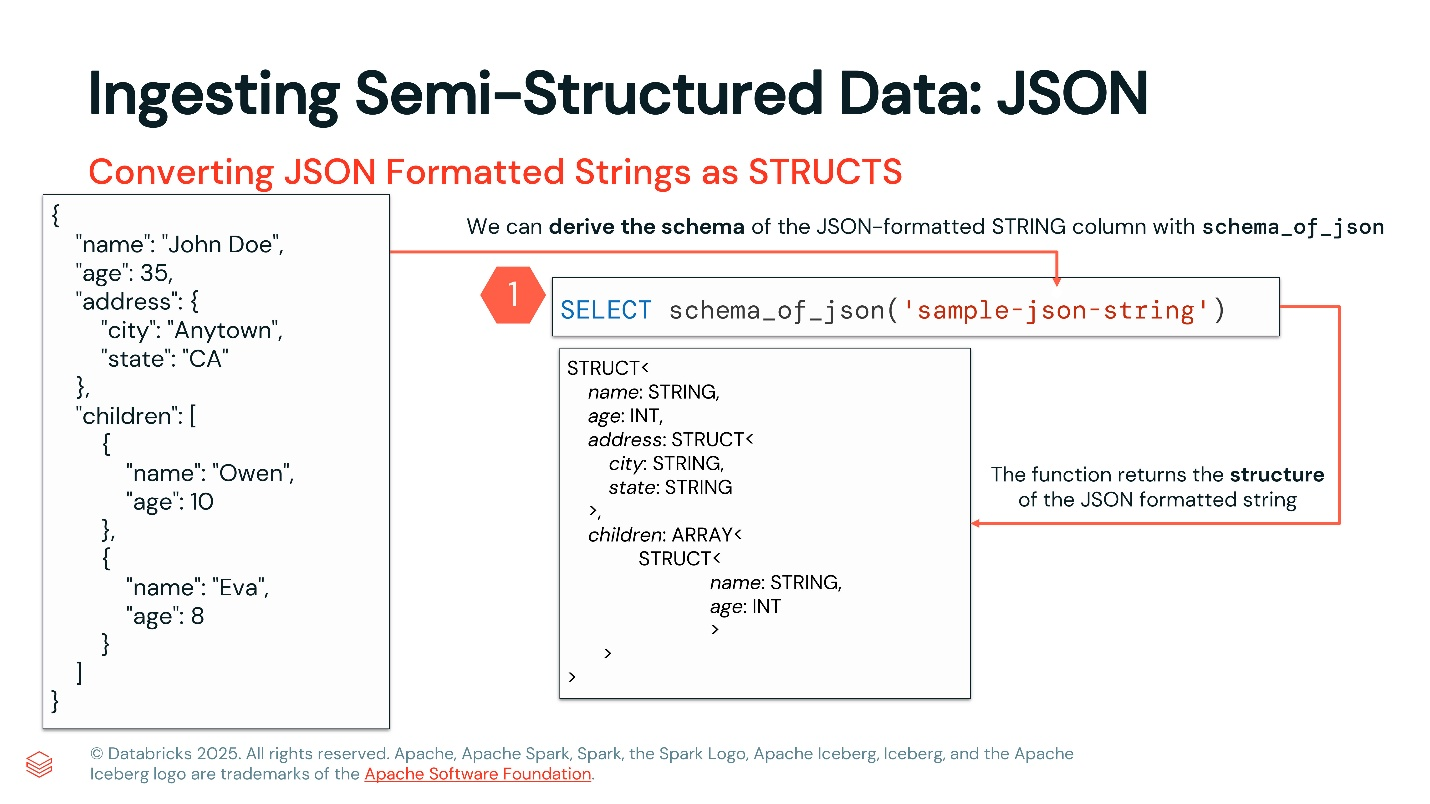 Ingesting Semi-Structured Data: JSON
Converting JSON Formatted Strings as STRUCTS
{
"name": "John Doe",
"age": 35,
"address": {
"city": "Anytown",
"state": "CA"
},
"children": [
{
"name": "Owen",
"age": 10
},
{
"name": "Eva",
"age": 8
}
]
}
We can derive the schema of the JSON-formatted STRING column with schema_of_json
1
SELECT schema_of_json('sample-json-string')
STRUCT<
name: STRING,
age: INT,
address: STRUCT<
city: STRING,
state: STRING
>,
children: ARRAY<
STRUCT<
name: STRING,
age: INT
>
>
>
The function returns the structure
of the JSON formatted string
© Databricks 2025. All rights reserved. Apache, Apache Spark, Spark, the Spark Logo, Apache Iceberg, Iceberg, and the Apache
Iceberg logo are trademarks of the Apache Software Foundation.